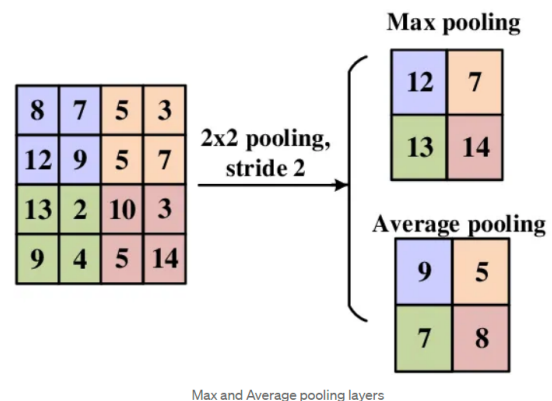 Max pooling
12 7
13 14
8 7 5 3
12 9 5 7
13 2 10 3
9 4 5 14
2x2 pooling,
stride 2
Average pooling
9 5
7 8
Max and Average pooling layers